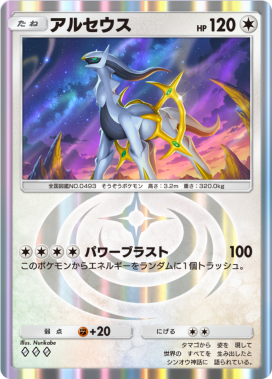 たね アルセウス HP 120
全国図鑑NO.0493 そうぞうポケモン 高さ:3.2m 重さ:320.0kg
パワーブラスト 100
このポケモンからエネルギーをランダムに1個トラッシュ。
弱点 +20 にげる
Illus. Nurikabe
タマゴから 姿を 現して
世界の すべてを 生み出したと
シンオウ神話に 語られている。